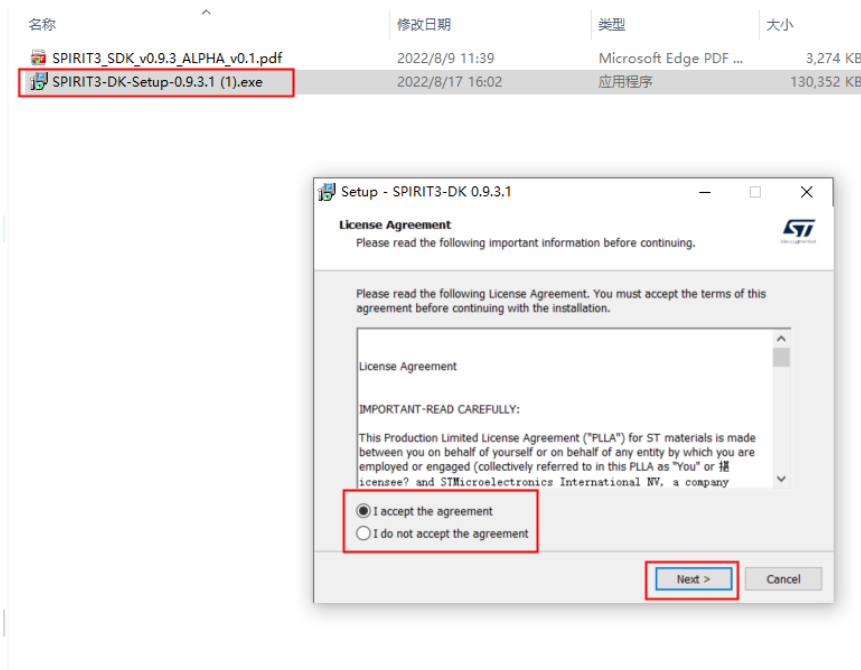 名称 修改日期 类型 大小
SPIRIT3_SDK_v0.9.3_ALPHA_v0.1.pdf 2022/8/9 11:39 Microsoft Edge PDF ... 3,274 KB
SPIRIT3-DK-Setup-0.9.3.1 (1).exe 2022/8/17 16:02 应用程序 130,352 KB
Setup - SPIRIT3-DK 0.9.3.1
License Agreement
Please read the following important information before continuing.
ST
Please read the following License Agreement. You must accept the terms of this
agreement before continuing with the installation.
License Agreement
IMPORTANT-READ CAREFULLY:
This Production Limited License Agreement ("PLLA") for ST materials is made
between you on behalf of yourself or on behalf of any entity by which you are
employed or engaged (collectively referred to in this PLLA as "You" or 揕
icensee? and STMicroelectronics International NV, a company
I accept the agreement
I do not accept the agreement
Next >
Cancel